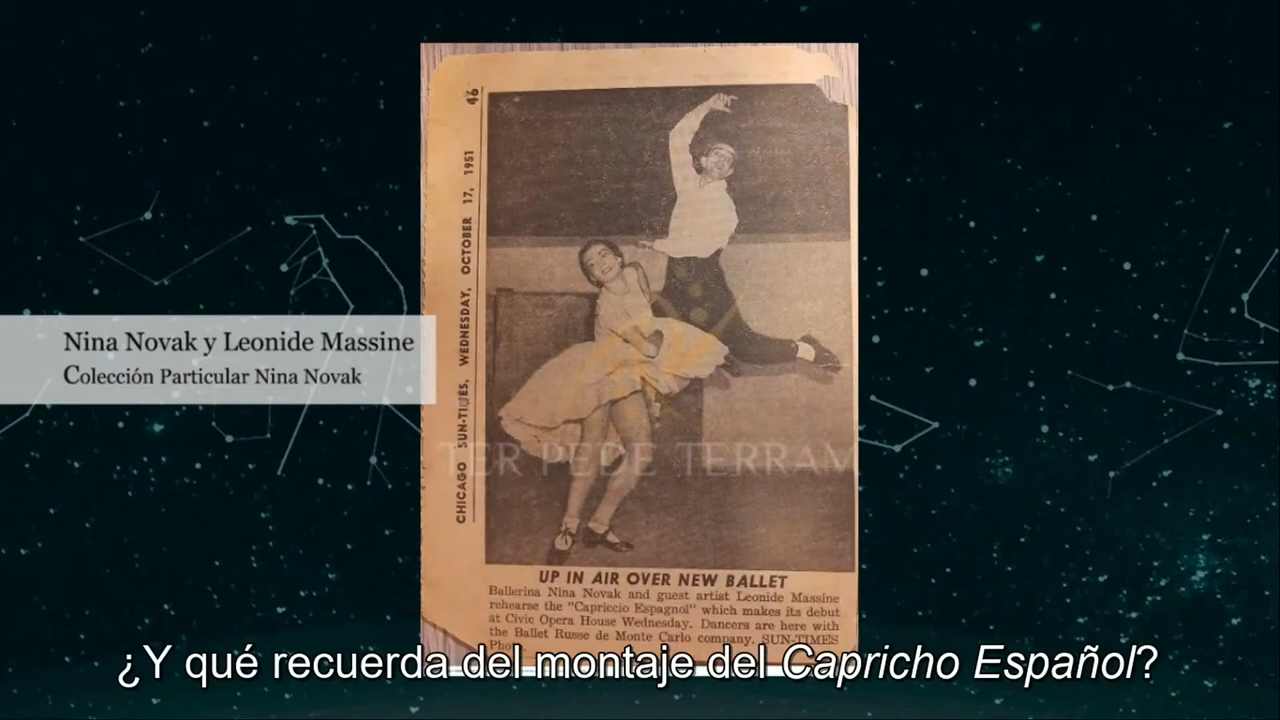 46
CHICAGO SUN-TIMES, WEDNESDAY, OCTOBER 17, 1951
Nina Novak y Leonide Massine
Colección Particular Nina Novak
TER PEDE TERRAM
UP IN AIR OVER NEW BALLET
Ballerina Nina Novak and guest artist Leonide Massine
rehearse the "Capriccio Espagnol" which makes its debut
at Civic Opera House Wednesday. Dancers are here with
the Ballet Russe de Monte Carlo company. SUN-TIMES
¿Y qué recuerda del montaje del Capricho Español?